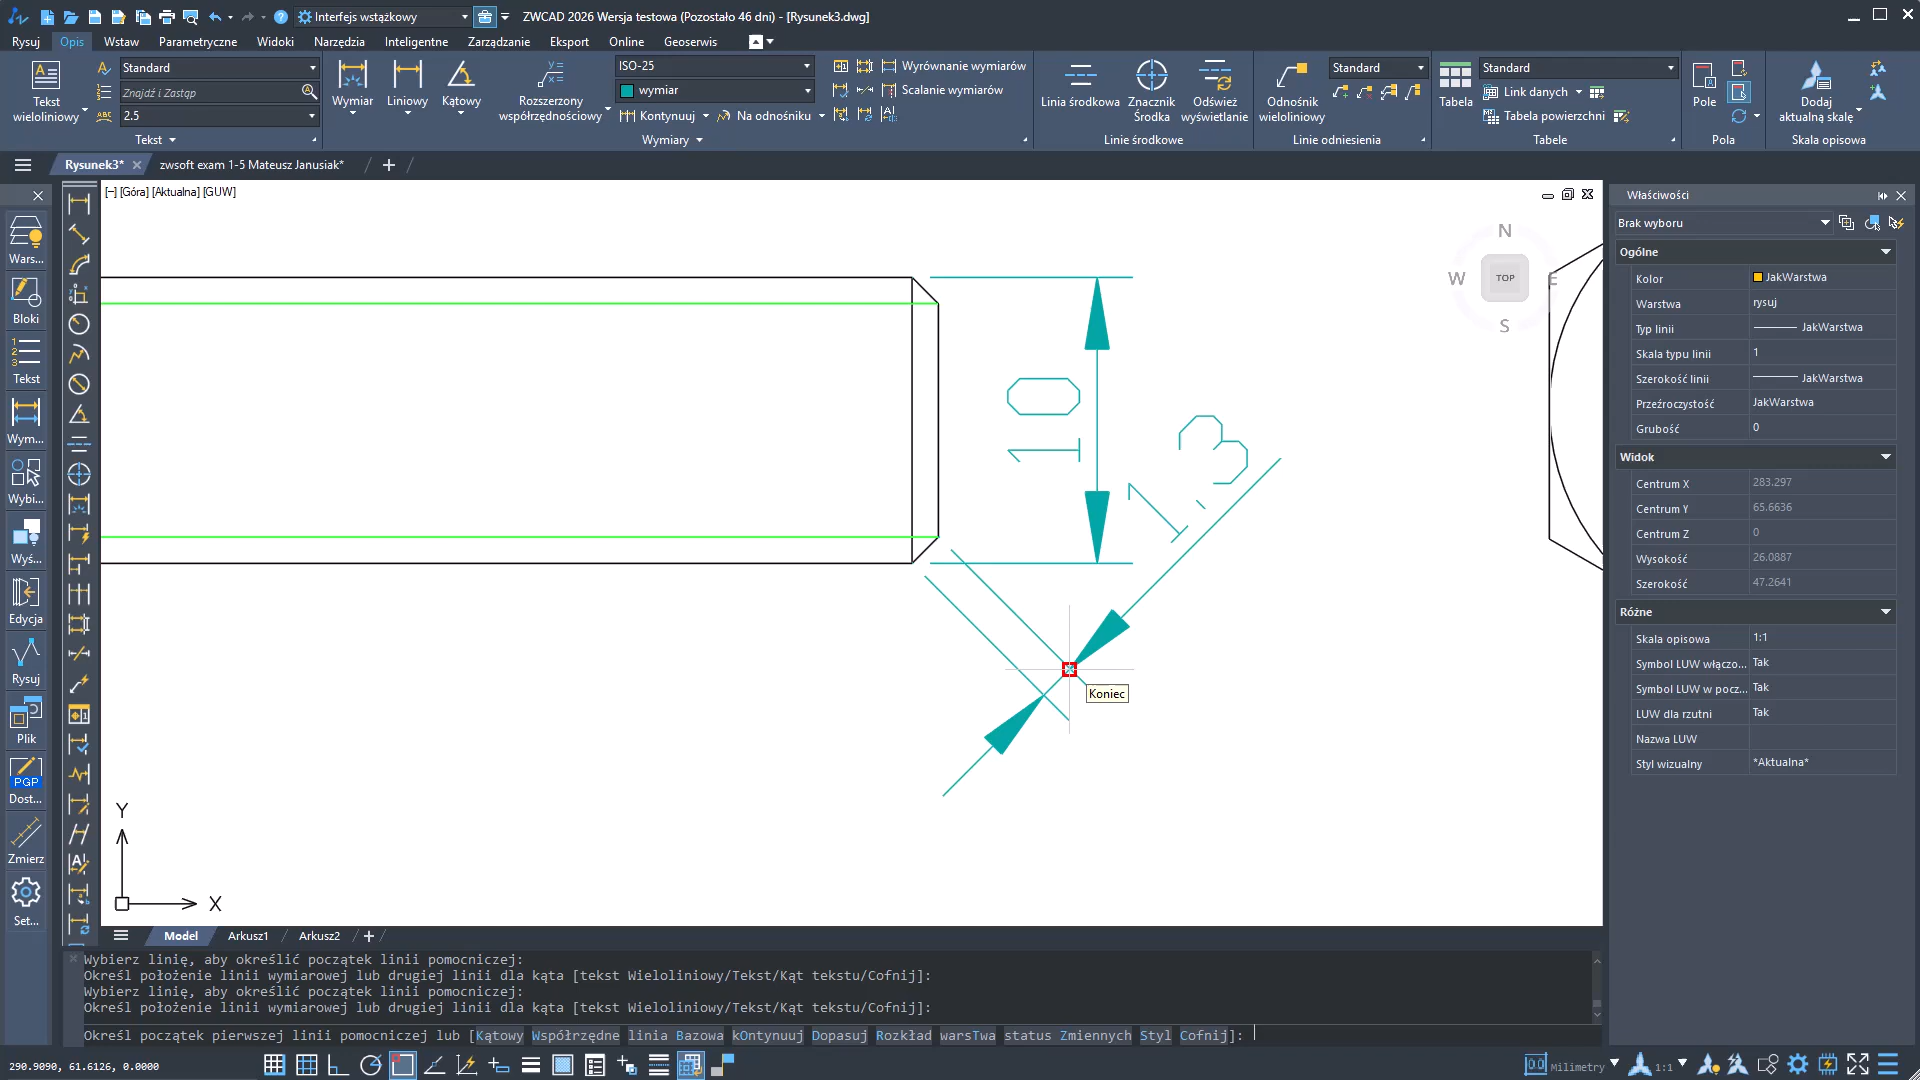 Interfejs wstążkowy
ZWCAD 2026 Wersja testowa (Pozostało 46 dni) - [Rysunek3.dwg]
Rysuj Opis Wstaw Parametryczne Widoki Narzędzia Inteligentne Zarządzanie Eksport Online Geoserwis
Tekst wieloliniowy
Standard
Znajdź i Zastąp
2.5
Tekst
Wymiar
Liniowy
Kątowy
Rozszerzony współrzędnościowy
ISO-25
wymiar
Kontynuuj
Na odnośniku
Wyrównanie wymiarów
Scalanie wymiarów
Wymiary
Linia środkowa
Znacznik Środka
Odśwież wyświetlanie
Linie środkowe
Odnośnik wieloliniowy
Standard
Linie odniesienia
Tabela
Standard
Link danych
Tabela powierzchni
Tabele
Pole
Pola
Dodaj aktualną skalę
Skala opisowa
Rysunek3*
zwsoft exam 1-5 Mateusz Janusiak*
[−] [Góra] [Aktualna] [GUW]
Wars...
Bloki
Tekst
Wym...
Wybi...
Wyś...
Edycja
Rysuj
Plik
PGP
Dost...
Zmierz
Set...
10
1,3
Koniec
N
W
TOP
E
S
Y
X
Właściwości
Brak wyboru
Ogólne
Kolor JakWarstwa
Warstwa rysuj
Typ linii JakWarstwa
Skala typu linii 1
Szerokość linii JakWarstwa
Przeźroczystość JakWarstwa
Grubość 0
Widok
Centrum X 283.297
Centrum Y 65.6636
Centrum Z 0
Wysokość 26.0887
Szerokość 47.2641
Różne
Skala opisowa 1:1
Symbol LUW włączo... Tak
Symbol LUW w pocz... Tak
LUW dla rzutni Tak
Nazwa LUW
Styl wizualny *Aktualna*
Model Arkusz1 Arkusz2
Wybierz linię, aby określić początek linii pomocniczej:
Określ położenie linii wymiarowej lub drugiej linii dla kąta [tekst Wieloliniowy/Tekst/Kąt tekstu/Cofnij]:
Wybierz linię, aby określić początek linii pomocniczej:
Określ położenie linii wymiarowej lub drugiej linii dla kąta [tekst Wieloliniowy/Tekst/Kąt tekstu/Cofnij]:
Określ początek pierwszej linii pomocniczej lub [Kątowy Współrzędne linia Bazowa kOntynuuj Dopasuj Rozkład warsTwa status Zmiennych Styl Cofnij]:
290.9090, 61.6126, 0.0000
Milimetry
1:1